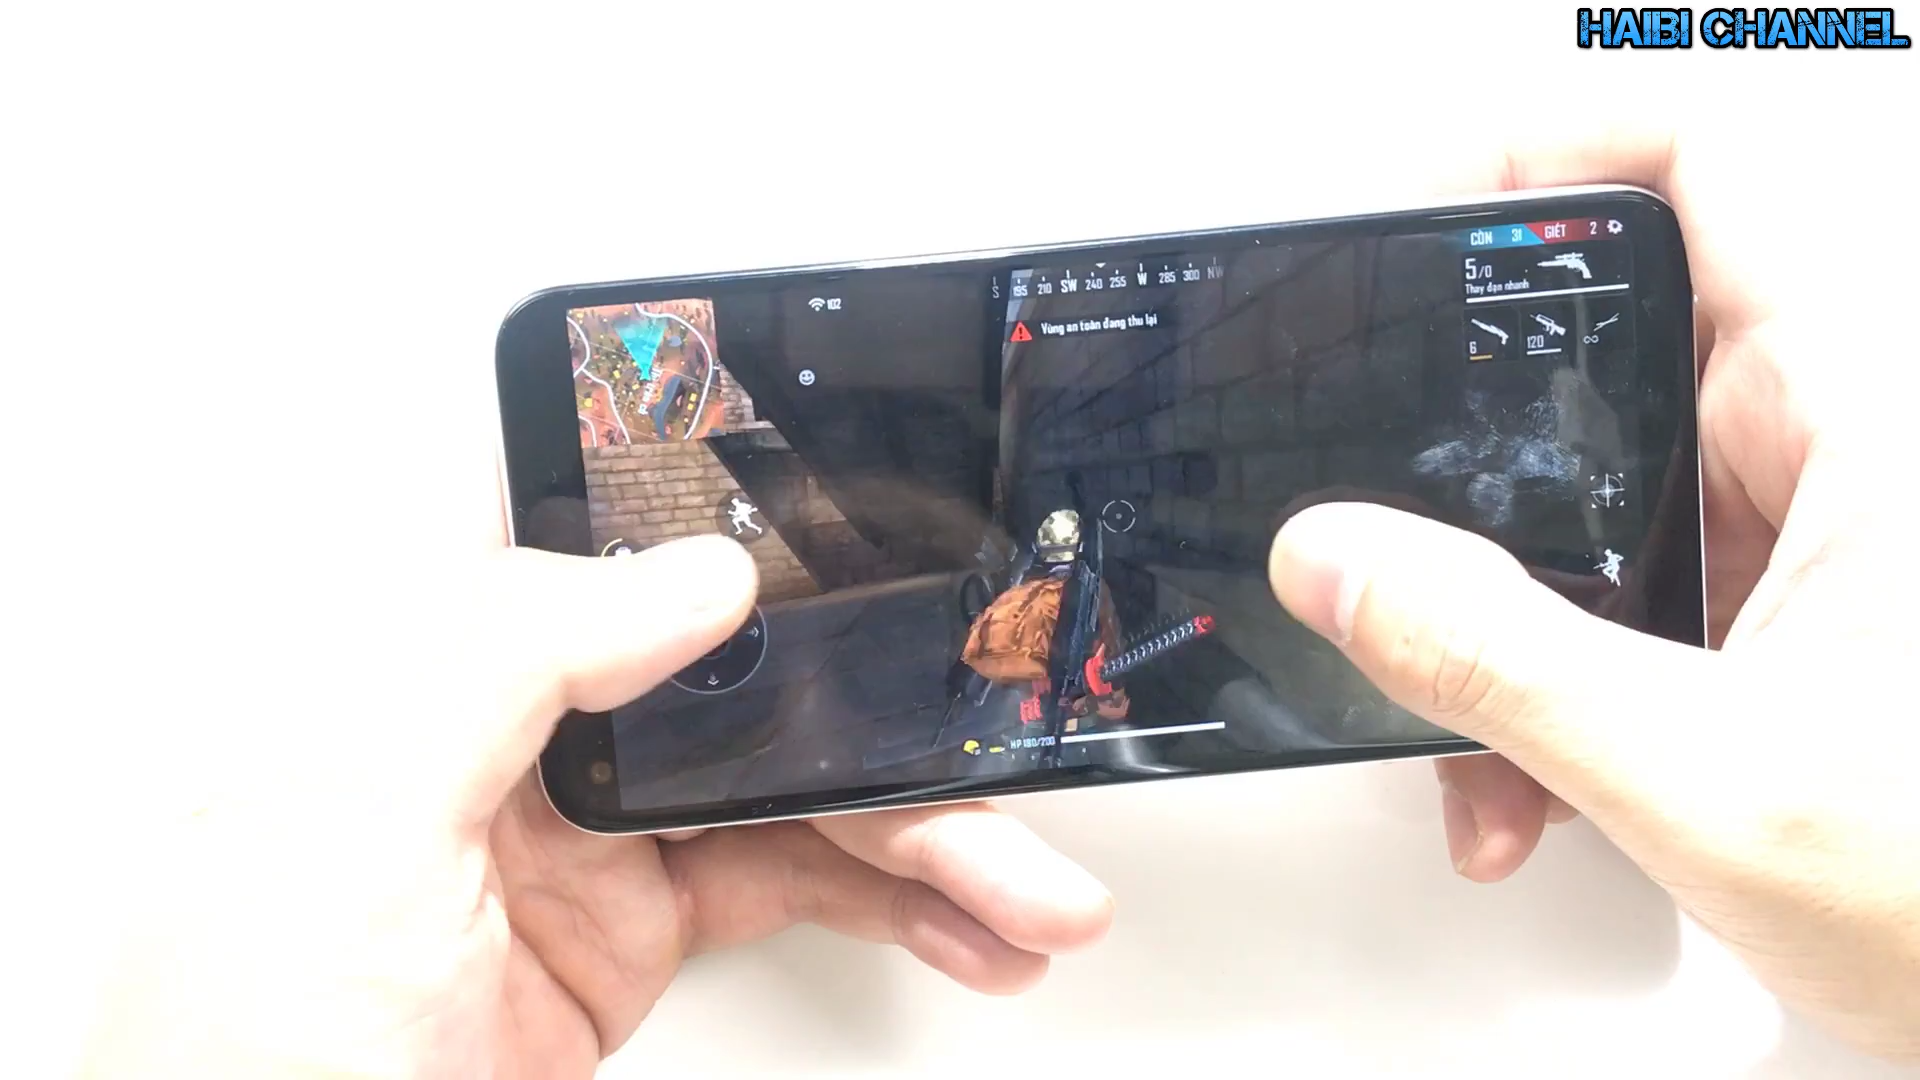 HAIBI CHANNEL
CÒN 31 GIẾT 2
102
S 195 210 SW 240 255 W 285 300 NW
5/0
Thay đạn nhanh
Vùng an toàn đang thu lại
6 120 ∞
HP 180/200